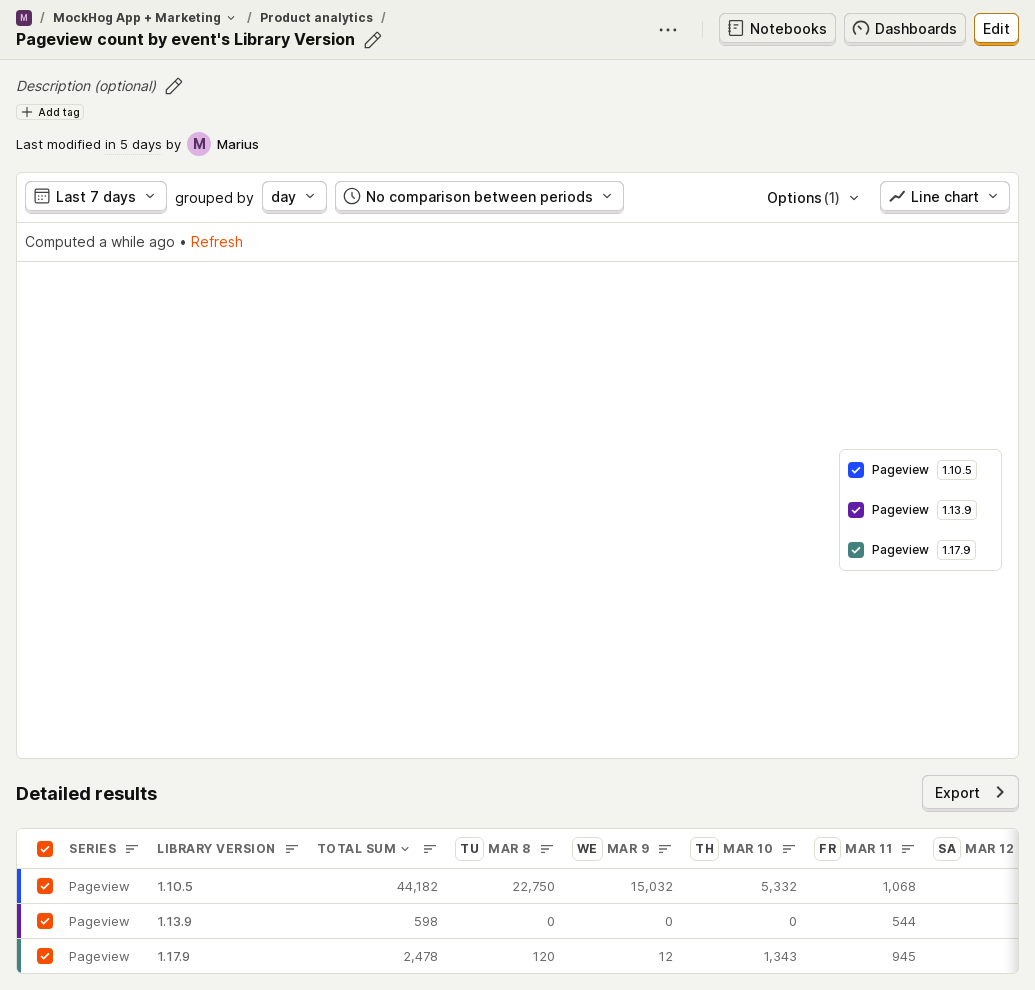 M / MockHog App + Marketing / Product analytics /
Pageview count by event's Library Version
Notebooks
Dashboards
Edit
Description (optional)
Add tag
Last modified in 5 days by M Marius
Last 7 days grouped by day No comparison between periods Options (1) Line chart
Computed a while ago • Refresh
Pageview 1.10.5
Pageview 1.13.9
Pageview 1.17.9
Detailed results
Export
SERIES LIBRARY VERSION TOTAL SUM TU MAR 8 WE MAR 9 TH MAR 10 FR MAR 11 SA MAR 12
Pageview 1.10.5 44,182 22,750 15,032 5,332 1,068
Pageview 1.13.9 598 0 0 0 544
Pageview 1.17.9 2,478 120 12 1,343 945